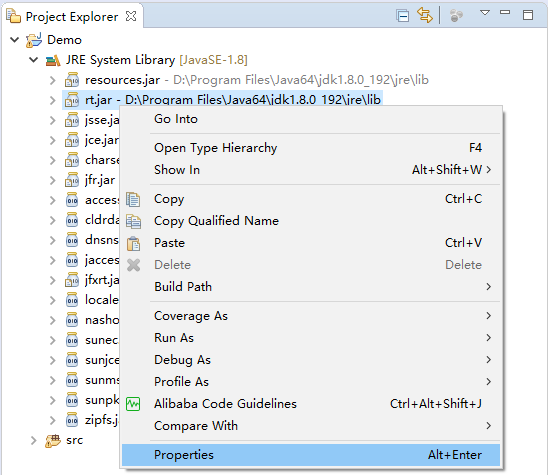 Project Explorer
Demo
JRE System Library [JavaSE-1.8]
resources.jar - D:\Program Files\Java64\jdk1.8.0_192\jre\lib
rt.jar - D:\Program Files\Java64\jdk1.8.0_192\jre\lib
jsse.ja
Go Into
jce.jar
charse
Open Type Hierarchy F4
Show In Alt+Shift+W
jfr.jar
access
Copy Ctrl+C
cldrda
Copy Qualified Name
dnsns
Paste Ctrl+V
jacces
Delete Delete
jfxrt.ja
Build Path
locale
nasho
Coverage As
sunec
Run As
sunjce
Debug As
sunms
Profile As
sunpk
Alibaba Code Guidelines Ctrl+Alt+Shift+J
zipfs.j
Compare With
src
Properties Alt+Enter